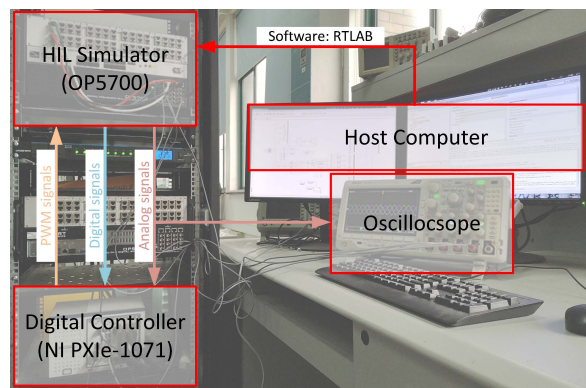 Software: RTLAB
HIL Simulator
(OP5700)
Host Computer
PWM signals
Digital signals
Analog signals
Oscillocsope
Digital Controller
(NI PXIe-1071)